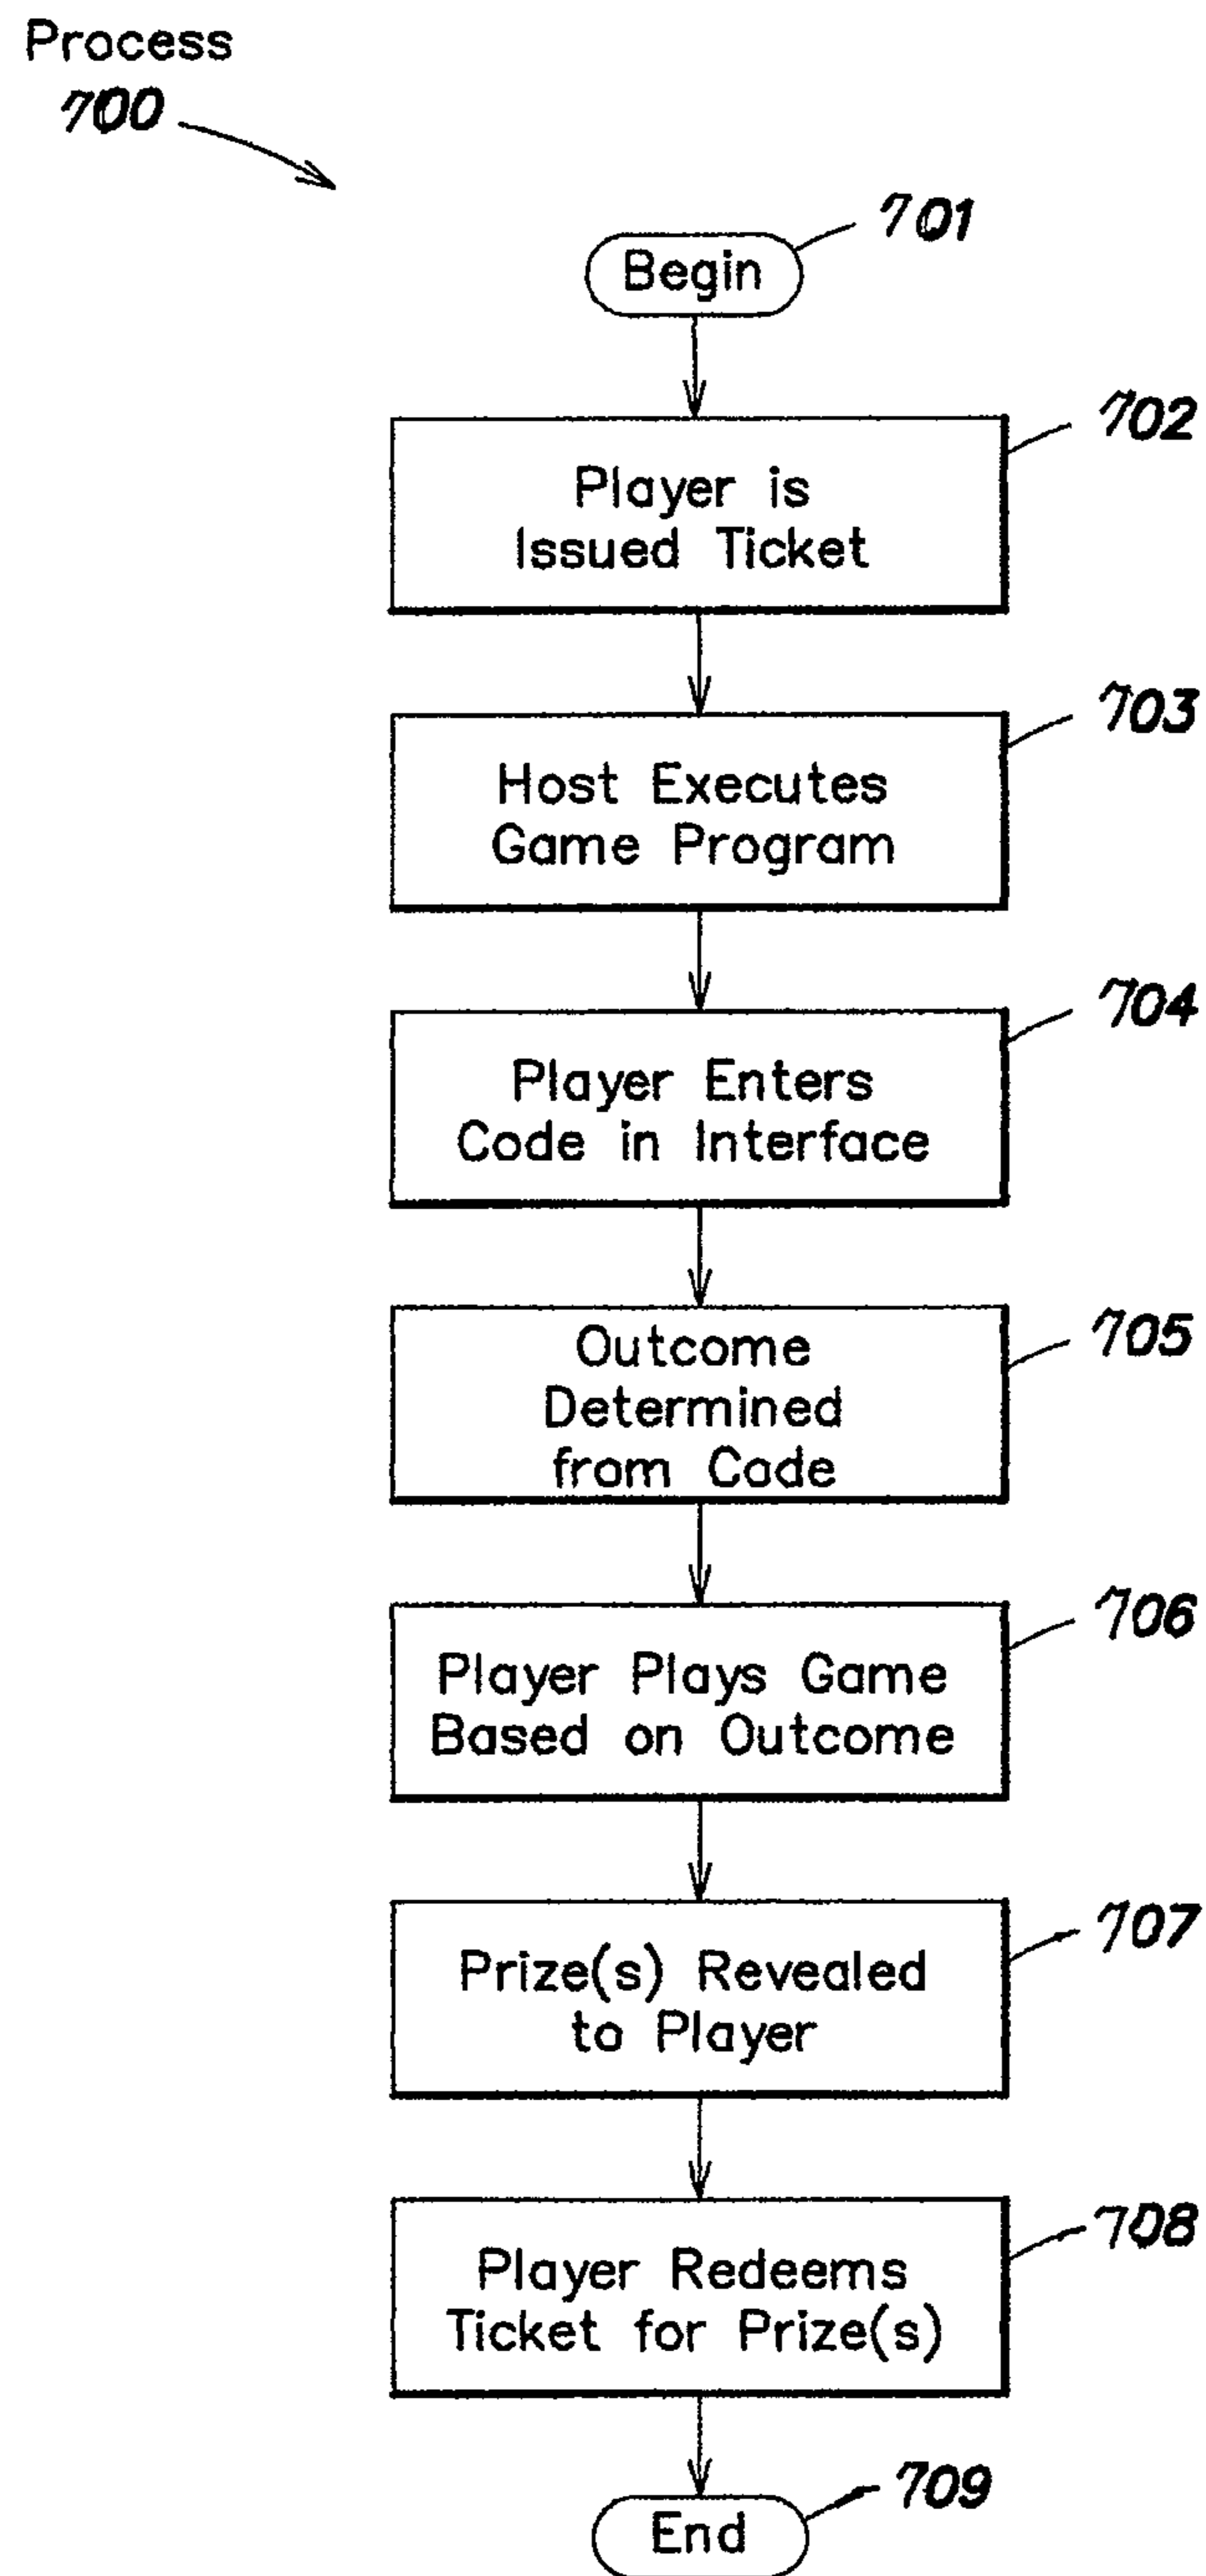 Process
700
701
Begin
702
Player is
Issued Ticket
703
Host Executes
Game Program
704
Player Enters
Code in Interface
705
Outcome
Determined
from Code
706
Player Plays Game
Based on Outcome
707
Prize(s) Revealed
to Player
708
Player Redeems
Ticket for Prize(s)
709
End